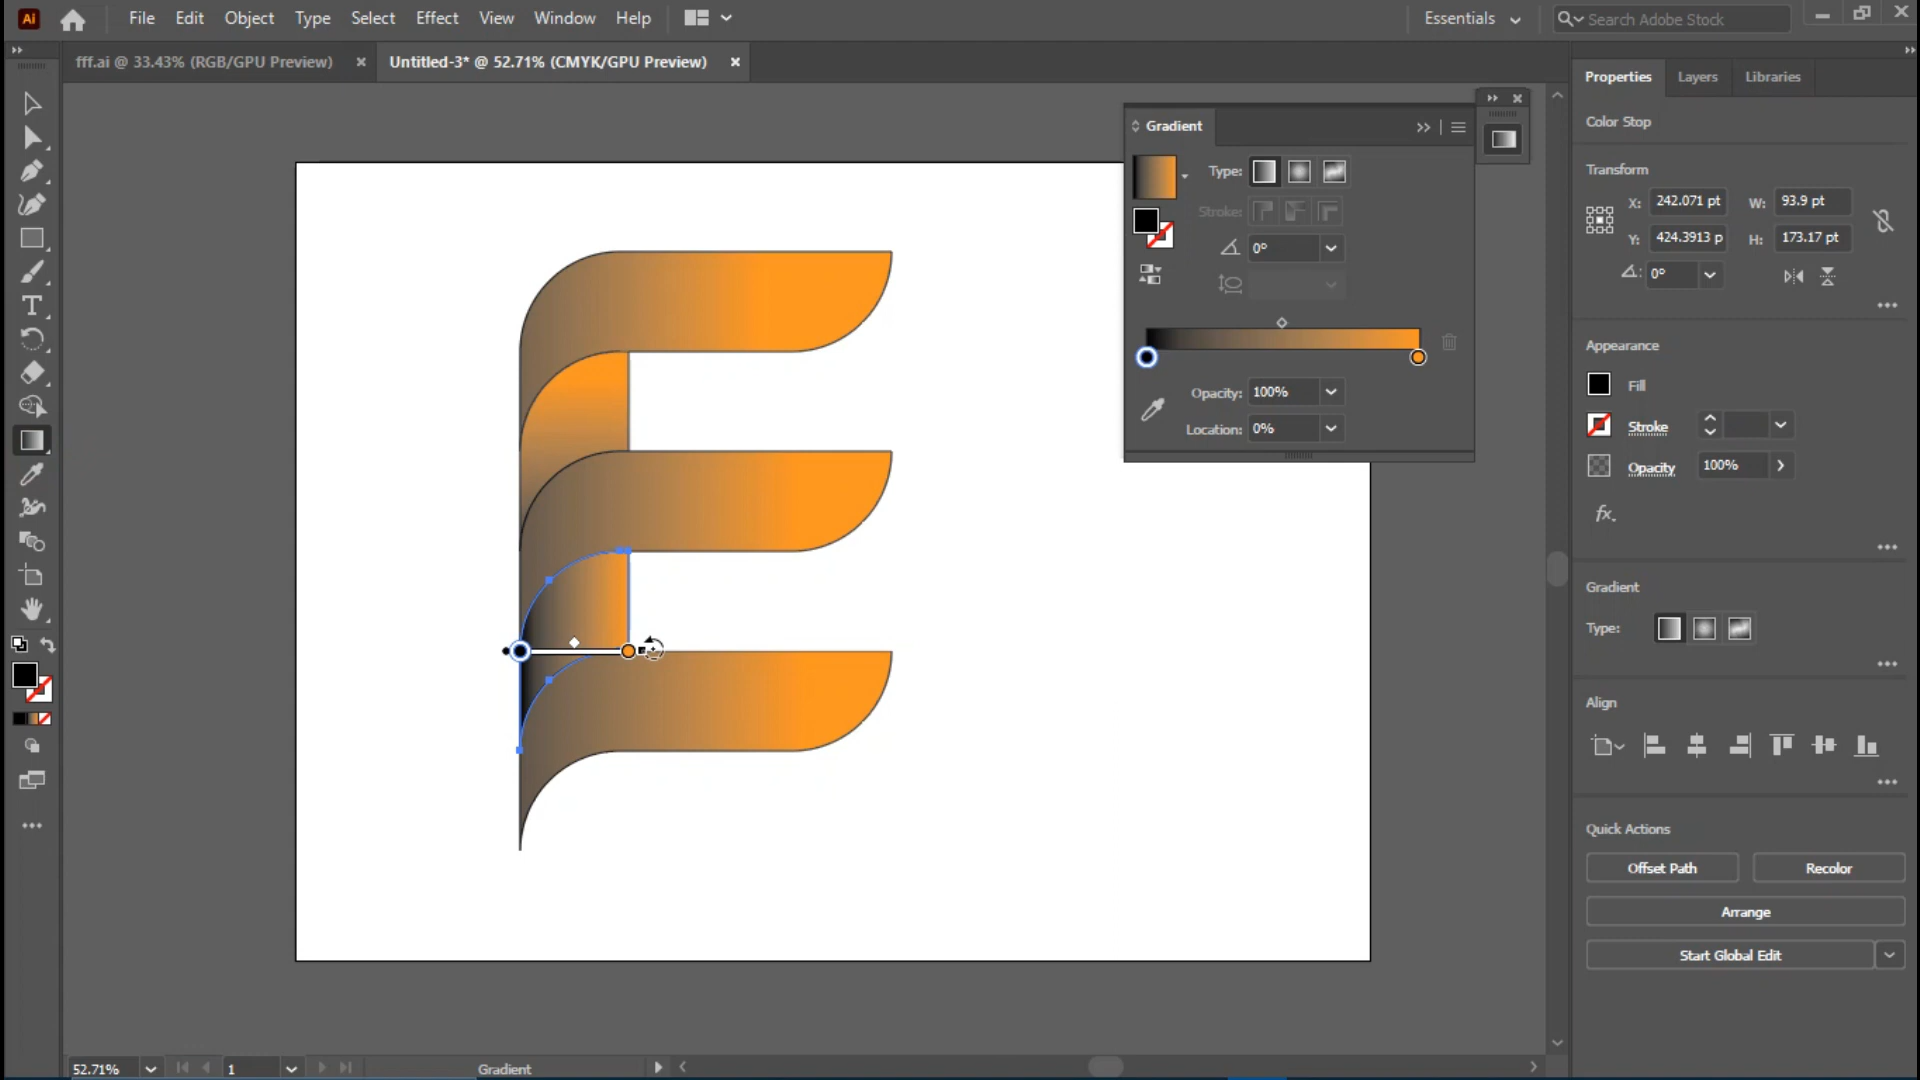 Ai File Edit Object Type Select Effect View Window Help Essentials Search Adobe Stock
fff.ai @ 33.43% (RGB/GPU Preview) Untitled-3* @ 52.71% (CMYK/GPU Preview)
Gradient
Type:
Stroke:
0°
Opacity: 100%
Location: 0%
Properties Layers Libraries
Color Stop
Transform
X: 242.071 pt W: 93.9 pt
Y: 424.3913 p H: 173.17 pt
0°
Appearance
Fill
Stroke
Opacity 100%
fx.
Gradient
Type:
Align
Quick Actions
Offset Path Recolor
Arrange
Start Global Edit
52.71% 1 Gradient